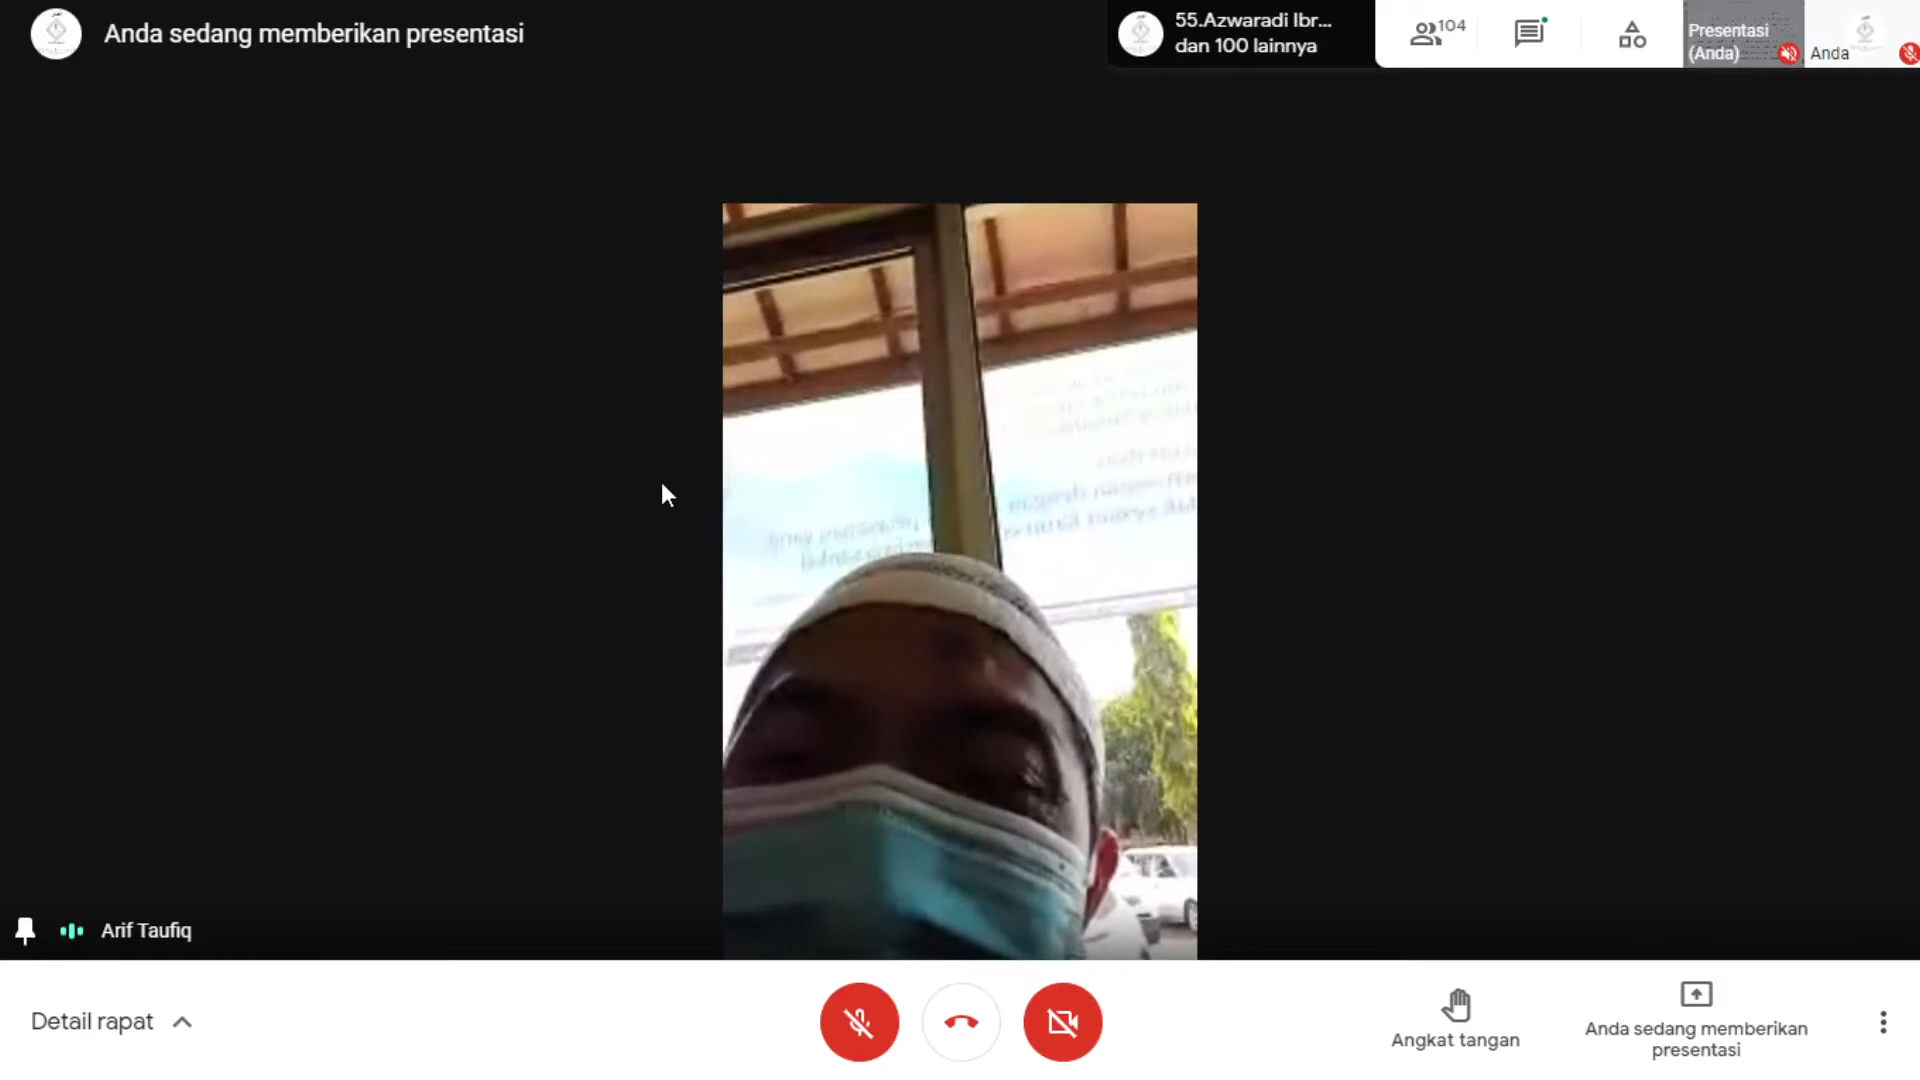 Anda sedang memberikan presentasi
55.Azwaradi Ibr...
dan 100 lainnya
104
Presentasi
(Anda)
Anda
Arif Taufiq
Detail rapat
Angkat tangan
Anda sedang memberikan
presentasi